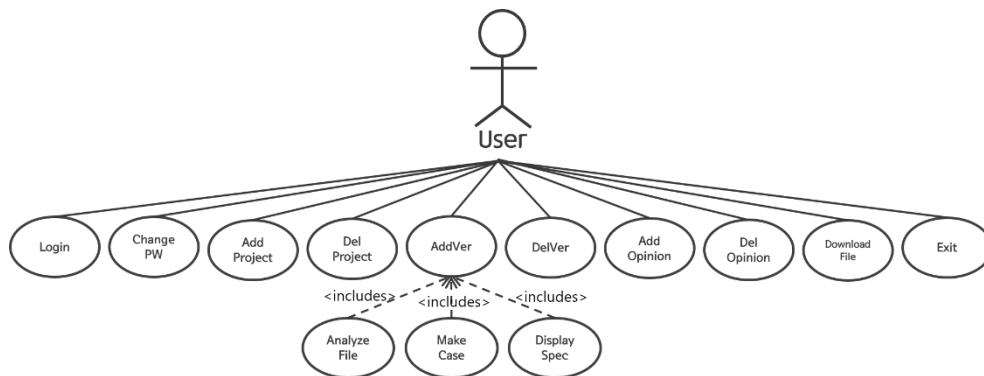 User
Login
Change
PW
Add
Project
Del
Project
AddVer
DelVer
Add
Opinion
Del
Opinion
Download
File
Exit
<includes>
<includes>
<includes>
Analyze
File
Make
Case
Display
Spec